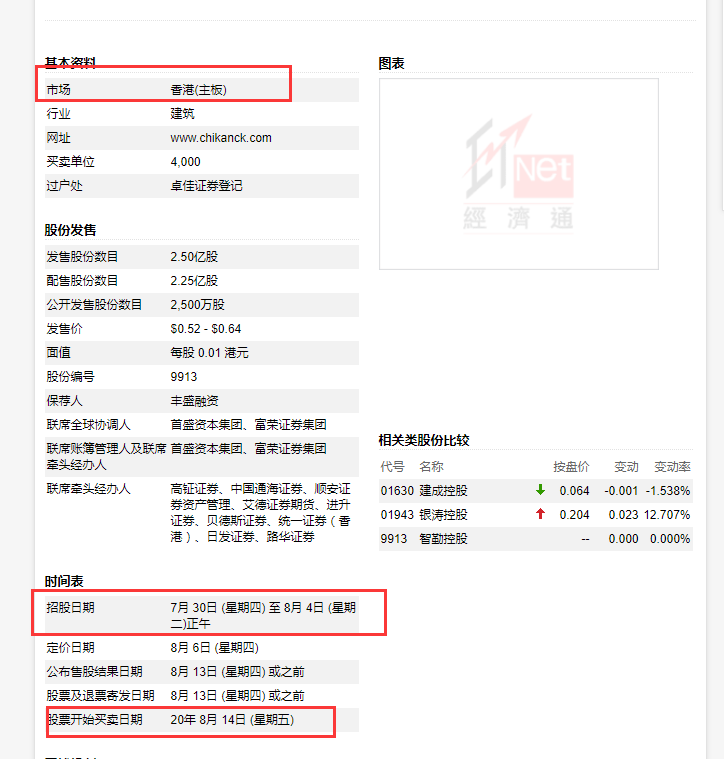 基本资料
市场 香港(主板)
行业 建筑
网址 www.chikanck.com
买卖单位 4,000
过户处 卓佳证券登记
股份发售
发售股份数目 2.50亿股
配售股份数目 2.25亿股
公开发售股份数目 2,500万股
发售价 $0.52 - $0.64
面值 每股 0.01 港元
股份编号 9913
保荐人 丰盛融资
联席全球协调人 首盛资本集团、富荣证券集团
联席账簿管理人及联席 首盛资本集团、富荣证券集团
牵头经办人
联席牵头经办人 高钲证券、中国通海证券、顺安证
券资产管理、艾德证券期货、进升
证券、贝德斯证券、统一证券（香
港）、日发证券、路华证券
时间表
招股日期 7月 30日 (星期四) 至 8月 4日 (星期
二)正午
定价日期 8月 6日 (星期四)
公布售股结果日期 8月 13日 (星期四) 或之前
股票及退票寄发日期 8月 13日 (星期四) 或之前
股票开始买卖日期 20年 8月 14日 (星期五)
图表
Net
經濟通
相关类股份比较
代号 名称 按盘价 变动 变动率
01630 建成控股 0.064 -0.001 -1.538%
01943 银涛控股 0.204 0.023 12.707%
9913 智勤控股 -- 0.000 0.000%